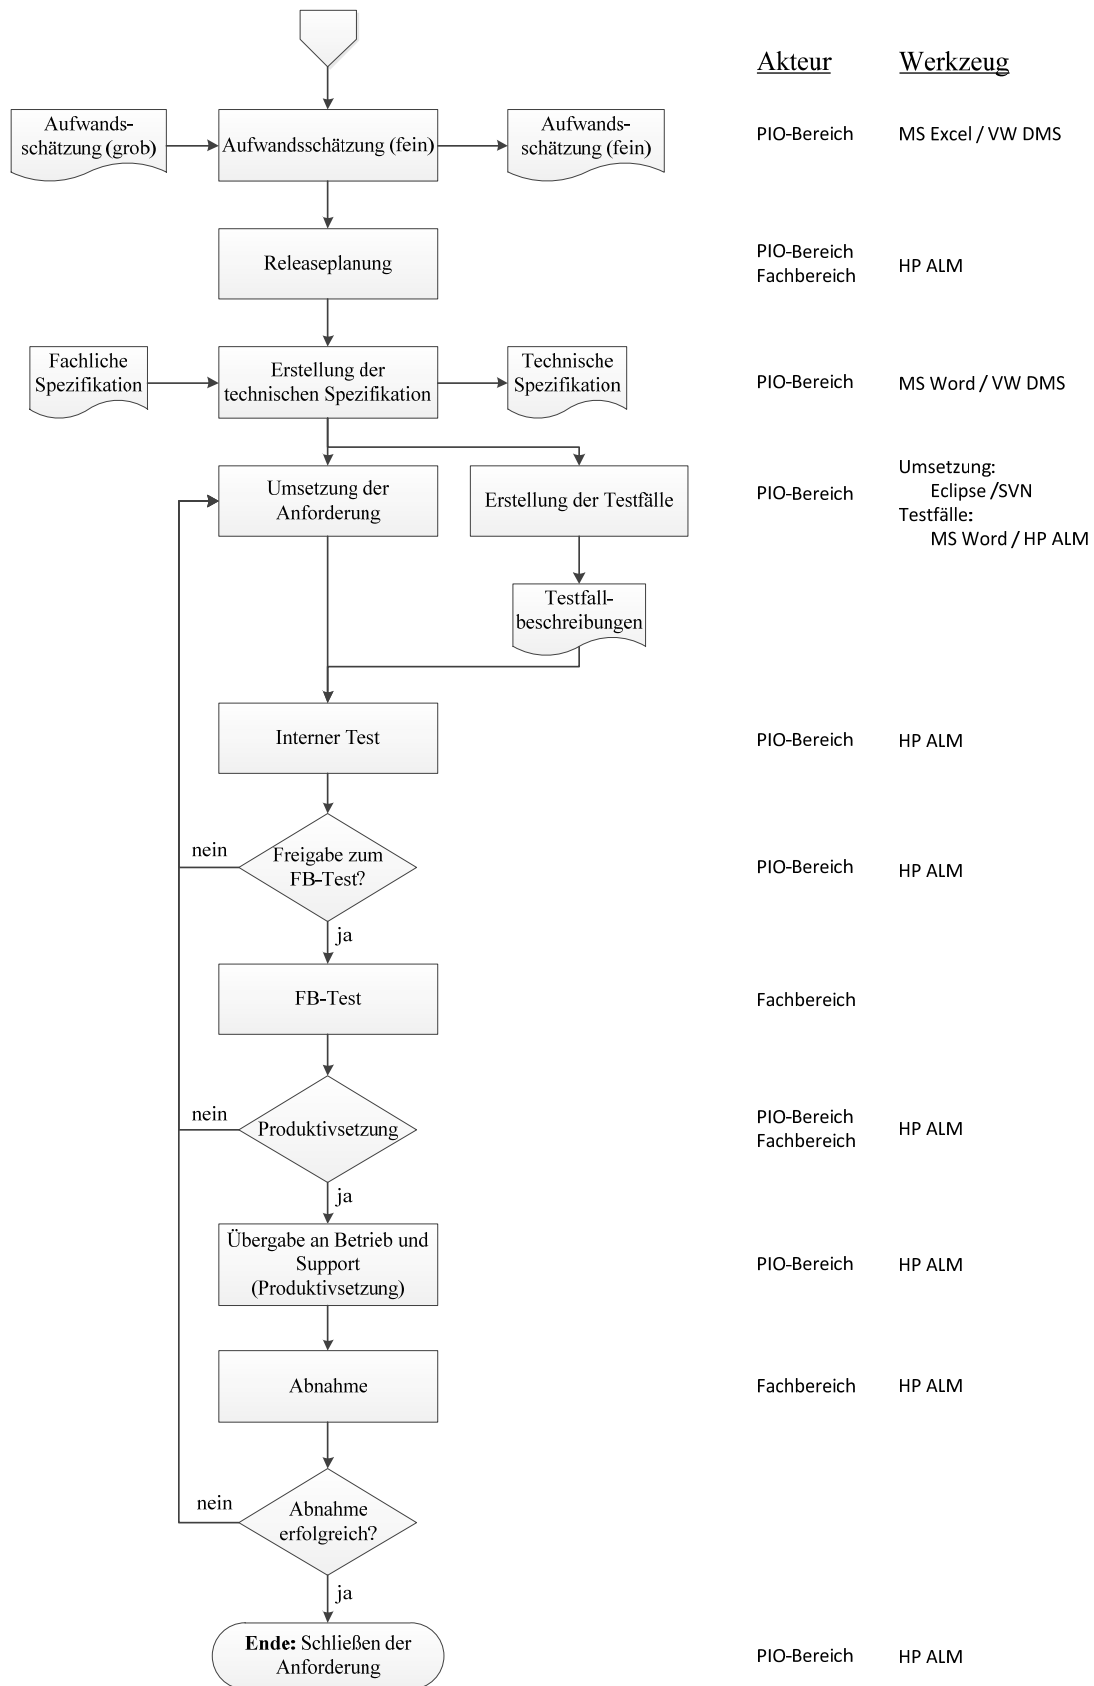 Akteur
Werkzeug
Aufwands-
schätzung (grob)
Aufwandsschätzung (fein)
Aufwands-
schätzung (fein)
PIO-Bereich
MS Excel / VW DMS
Releaseplanung
PIO-Bereich
Fachbereich
HP ALM
Fachliche
Spezifikation
Erstellung der
technischen Spezifikation
Technische
Spezifikation
PIO-Bereich
MS Word / VW DMS
Umsetzung der
Anforderung
Erstellung der Testfälle
PIO-Bereich
Umsetzung:
Eclipse /SVN
Testfälle:
MS Word / HP ALM
Testfall-
beschreibungen
Interner Test
PIO-Bereich
HP ALM
nein
Freigabe zum
FB-Test?
PIO-Bereich
HP ALM
ja
FB-Test
Fachbereich
nein
Produktivsetzung
PIO-Bereich
Fachbereich
HP ALM
ja
Übergabe an Betrieb und
Support
(Produktivsetzung)
PIO-Bereich
HP ALM
Abnahme
Fachbereich
HP ALM
nein
Abnahme
erfolgreich?
ja
Ende: Schließen der
Anforderung
PIO-Bereich
HP ALM